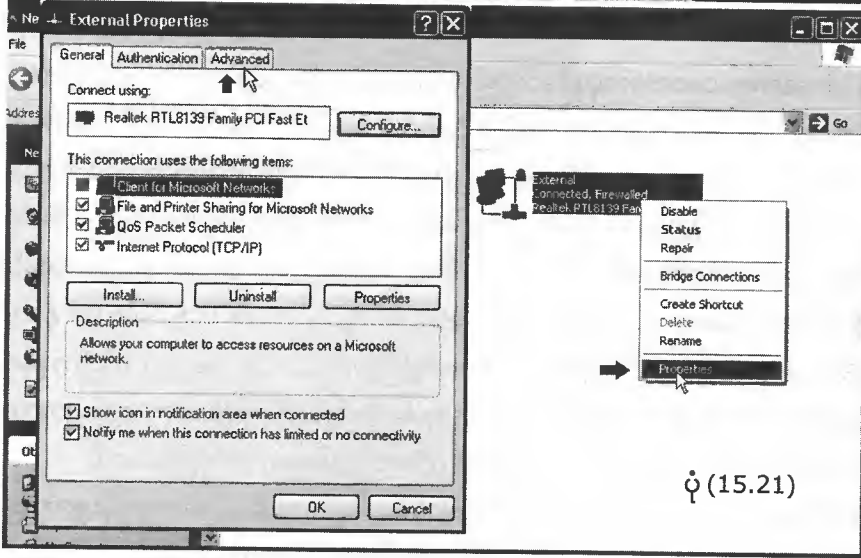 Ne
External Properties
File
General
Authentication
Advanced
Connect using:
Realtek RTL8139 Family PCI Fast Et
Configure...
This connection uses the following items:
Client for Microsoft Networks
File and Printer Sharing for Microsoft Networks
QoS Packet Scheduler
Internet Protocol (TCP/IP)
Install...
Uninstall
Properties
Description
Allows your computer to access resources on a Microsoft
network.
Show icon in notification area when connected
Notify me when this connection has limited or no connectivity
OK
Cancel
Addres
Ne
Go
External
Connected, Firewalled
Realtek RTL8139 Fam
Disable
Status
Repair
Bridge Connections
Create Shortcut
Delete
Rename
Properties
ပုံ (15.21)